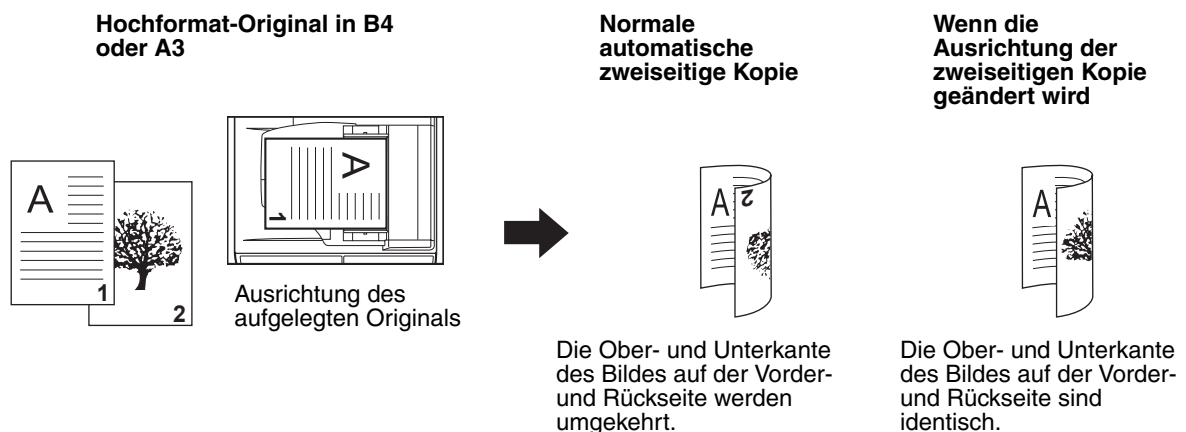 Hochformat-Original in B4
oder A3
Normale
automatische
zweiseitige Kopie
Wenn die
Ausrichtung der
zweiseitigen Kopie
geändert wird
A
1
2
A
1
Ausrichtung des
aufgelegten Originals
A
2
A
Die Ober- und Unterkante
des Bildes auf der Vorder-
und Rückseite werden
umgekehrt.
Die Ober- und Unterkante
des Bildes auf der Vorder-
und Rückseite sind
identisch.